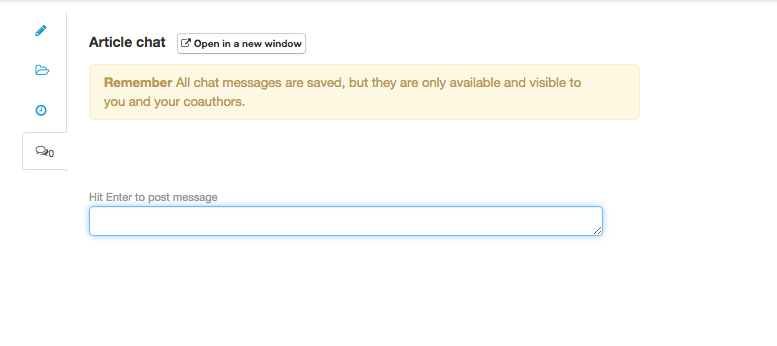 Article chat
Open in a new window
Remember All chat messages are saved, but they are only available and visible to
you and your coauthors.
0
Hit Enter to post message